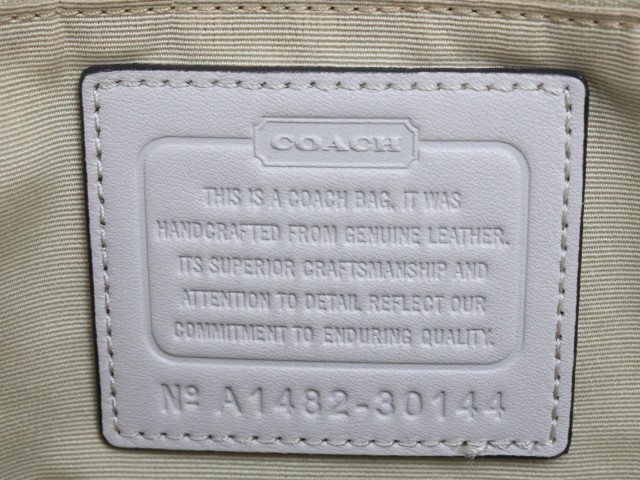 COACH
THIS IS A COACH BAG. IT WAS
HANDCRAFTED FROM GENUINE LEATHER.
ITS SUPERIOR CRAFTSMANSHIP AND
ATTENTION TO DETAIL REFLECT OUR
COMMITMENT TO ENDURING QUALITY.
Nº A1482-30144